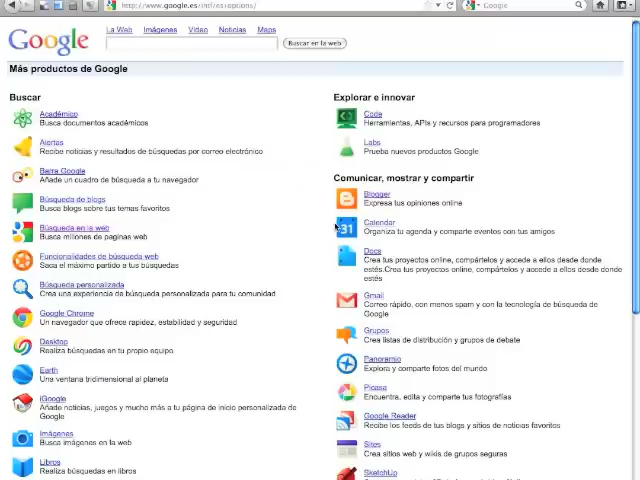 http://www.google.es/intl/es/options/
Google
Google
La Web Imágenes Vídeo Noticias Maps
Buscar en la web
Más productos de Google
Buscar
Académico
Busca documentos académicos
Alertas
Recibe noticias y resultados de búsquedas por correo electrónico
Barra Google
Añade un cuadro de búsqueda a tu navegador
Búsqueda de blogs
Busca blogs sobre tus temas favoritos
Búsqueda en la web
Busca millones de paginas web
Funcionalidades de búsqueda web
Saca el máximo partido a tus búsquedas
Búsqueda personalizada
Crea una experiencia de búsqueda personalizada para tu comunidad
Google Chrome
Un navegador que ofrece rapidez, estabilidad y seguridad
Desktop
Realiza búsquedas en tu propio equipo
Earth
Una ventana tridimensional al planeta
iGoogle
Añade noticias, juegos y mucho más a tu página de inicio personalizada de
Google
Imágenes
Busca imágenes en la web
Libros
Realiza búsquedas en libros
Explorar e innovar
Code
Herramientas, APIs y recursos para programadores
Labs
Prueba nuevos productos Google
Comunicar, mostrar y compartir
Blogger
Expresa tus opiniones online
31
Calendar
Organiza tu agenda y comparte eventos con tus amigos
Docs
Crea tus proyectos online, compártelos y accede a ellos desde donde
estés.Crea tus proyectos online, compártelos y accede a ellos desde donde
estés
Gmail
Correo rápido, con menos spam y con la tecnología de búsqueda de
Google
Grupos
Crea listas de distribución y grupos de debate
Panoramio
Explora y comparte fotos del mundo
Picasa
Encuentra, edita y comparte tus fotografías
Google Reader
Recibe los feeds de tus blogs y sitios de noticias favoritos
Sites
Crea sitios web y wikis de grupos seguras
SketchUp